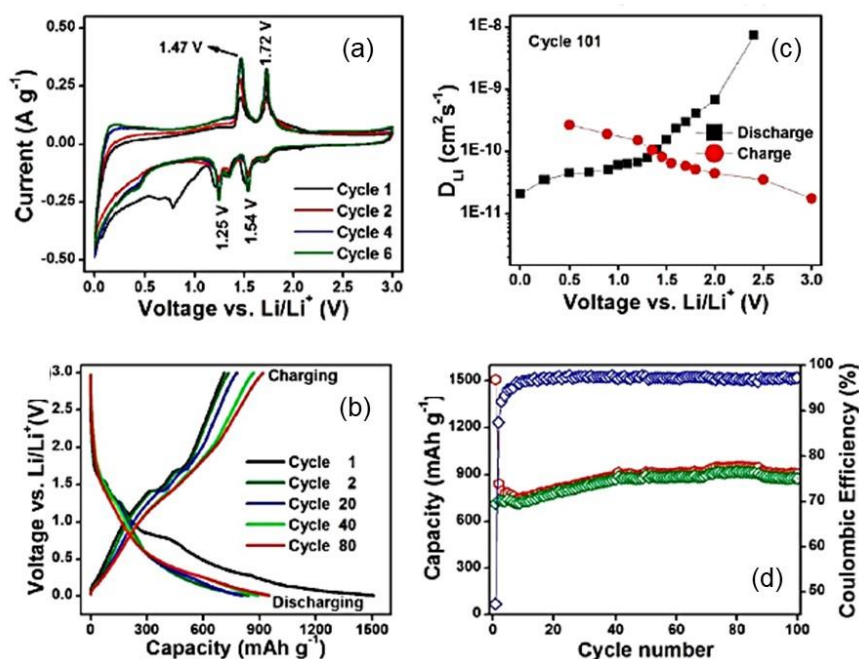 (a)
1.47 V
1.72 V
0.50
0.25
0.00
-0.25
-0.50
Current (A g⁻¹)
Cycle 1
Cycle 2
Cycle 4
Cycle 6
1.25 V
1.54 V
0.0 0.5 1.0 1.5 2.0 2.5 3.0
Voltage vs. Li/Li⁺ (V)
(c)
Cycle 101
1E-8
1E-9
1E-10
1E-11
D_Li (cm²s⁻¹)
Discharge
Charge
0.0 0.5 1.0 1.5 2.0 2.5 3.0
Voltage vs. Li/Li⁺ (V)
(b)
Charging
3.0
2.5
2.0
1.5
1.0
0.5
0.0
Voltage vs. Li/Li⁺(V)
Cycle 1
Cycle 2
Cycle 20
Cycle 40
Cycle 80
Discharging
0 300 600 900 1200 1500
Capacity (mAh g⁻¹)
(d)
1500
1200
900
600
300
0
Capacity (mAh g⁻¹)
100
90
80
70
60
50
Coulombic Efficiency (%)
0 20 40 60 80 100
Cycle number